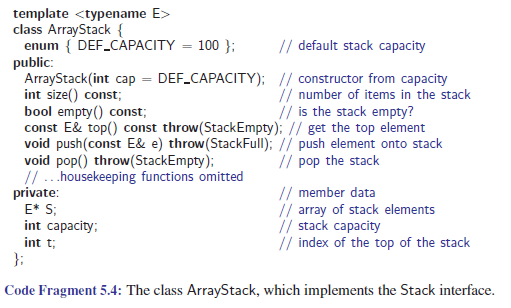 template <typename E>
class ArrayStack {
enum { DEF_CAPACITY = 100 }; // default stack capacity
public:
ArrayStack(int cap = DEF_CAPACITY); // constructor from capacity
int size() const; // number of items in the stack
bool empty() const; // is the stack empty?
const E& top() const throw(StackEmpty); // get the top element
void push(const E& e) throw(StackFull); // push element onto stack
void pop() throw(StackEmpty); // pop the stack
// ...housekeeping functions omitted
private: // member data
E* S; // array of stack elements
int capacity; // stack capacity
int t; // index of the top of the stack
};
Code Fragment 5.4: The class ArrayStack, which implements the Stack interface.